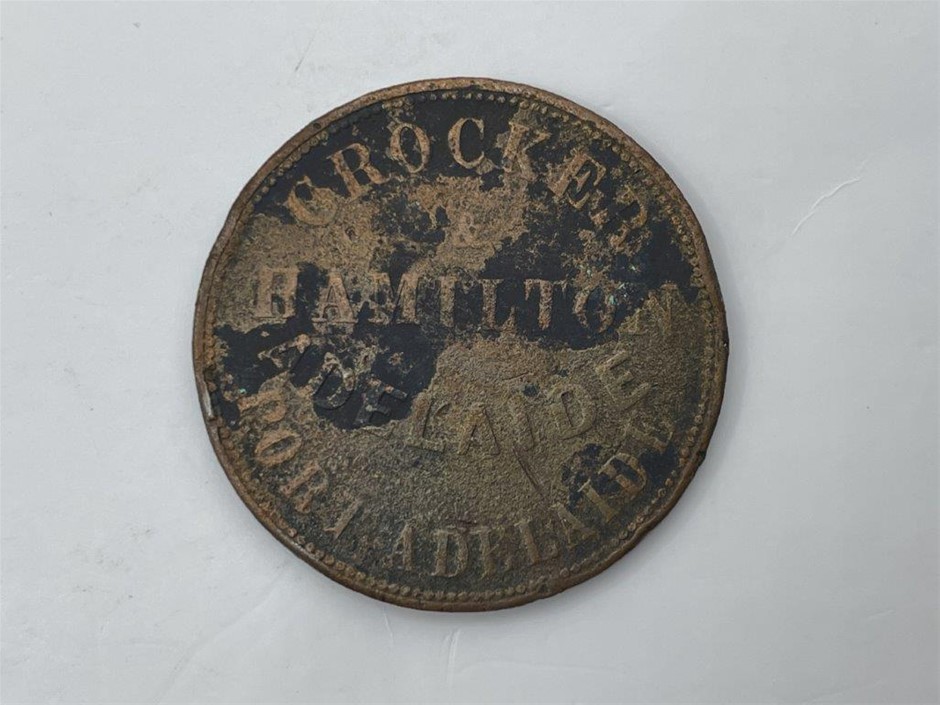 CROCKER
&
HAMILTON
ADELAIDE
PORT ADELAIDE